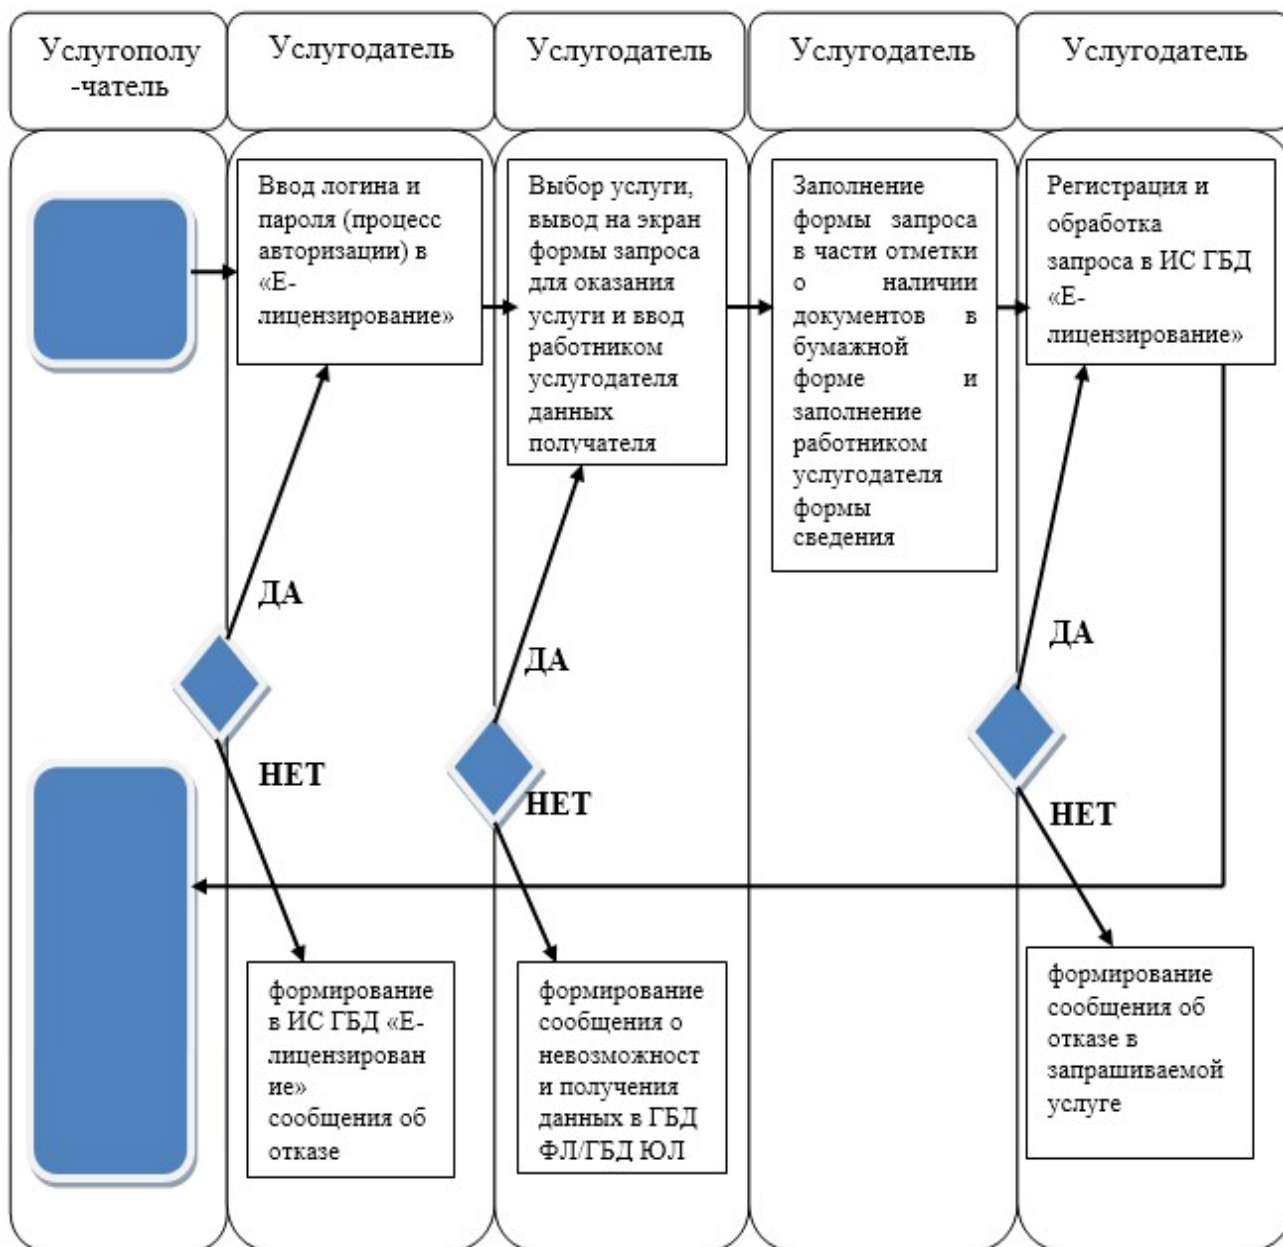 Услугополу
-чатель
Услугодатель
Услугодатель
Услугодатель
Услугодатель
Ввод логина и
пароля (процесс
авторизации) в
«Е-
лицензирование»
Выбор услуги,
вывод на экран
формы запроса
для оказания
услуги и ввод
работником
услугодателя
данных
получателя
Заполнение
формы запроса
в части отметки
о наличии
документов в
бумажной
форме и
заполнение
работником
услугодателя
формы
сведения
Регистрация и
обработка
запроса в ИС ГБД
«Е-
лицензирование»
ДА
НЕТ
ДА
НЕТ
ДА
НЕТ
формирование
в ИС ГБД «Е-
лицензирован
ие»
сообщения об
отказе
формирование
сообщения о
невозможност
и получения
данных в ГБД
ФЛ/ГБД ЮЛ
формирование
сообщения об
отказе в
запрашиваемой
услуге